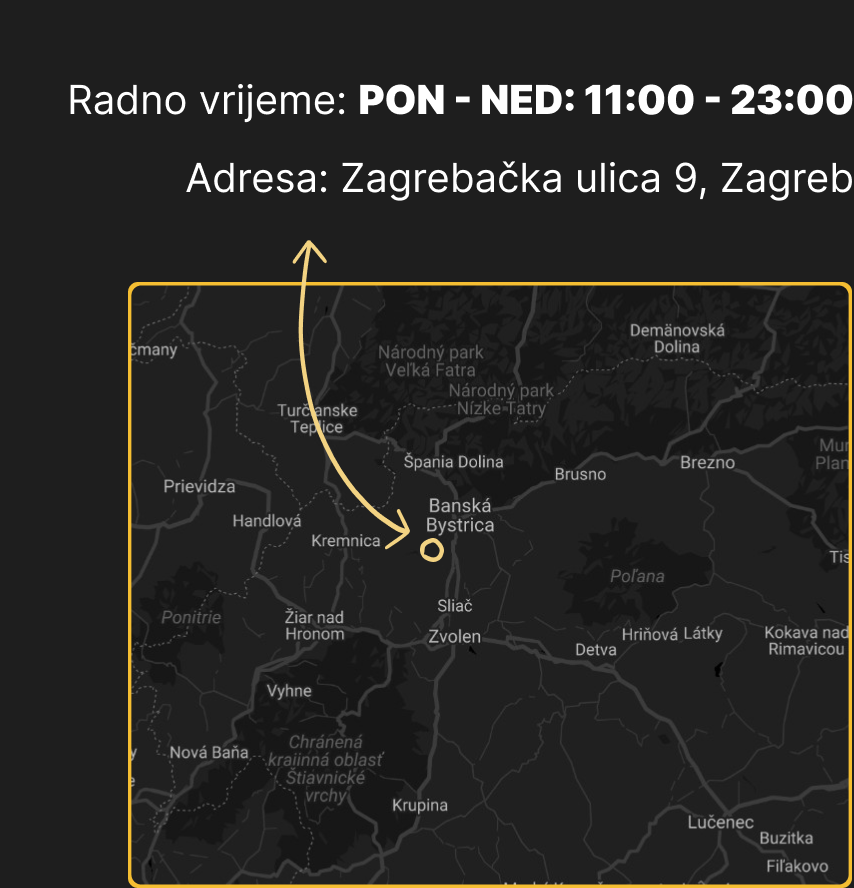 Radno vrijeme: PON - NED: 11:00 - 23:00
Adresa: Zagrebačka ulica 9, Zagreb
Demänovská
Dolina
čmany
Národný park
Veľká Fatra
Národný park
Nízke Tatry
Turčianske
Teplice
Mur
Plan
Špania Dolina
Brezno
Brusno
Prievidza
Banská
Bystrica
Handlová
Kremnica
Tis
Poľana
Sliač
Ponitrie
Žiar nad
Hronom
Zvolen
Hriňová
Látky
Kokava nad
Rimavicou
Detva
Vyhne
Chránená
krajinná oblasť
Štiavnické
vrchy
Nová Baňa
y
e
Krupina
Lučenec
Buzitka
Fiľakovo